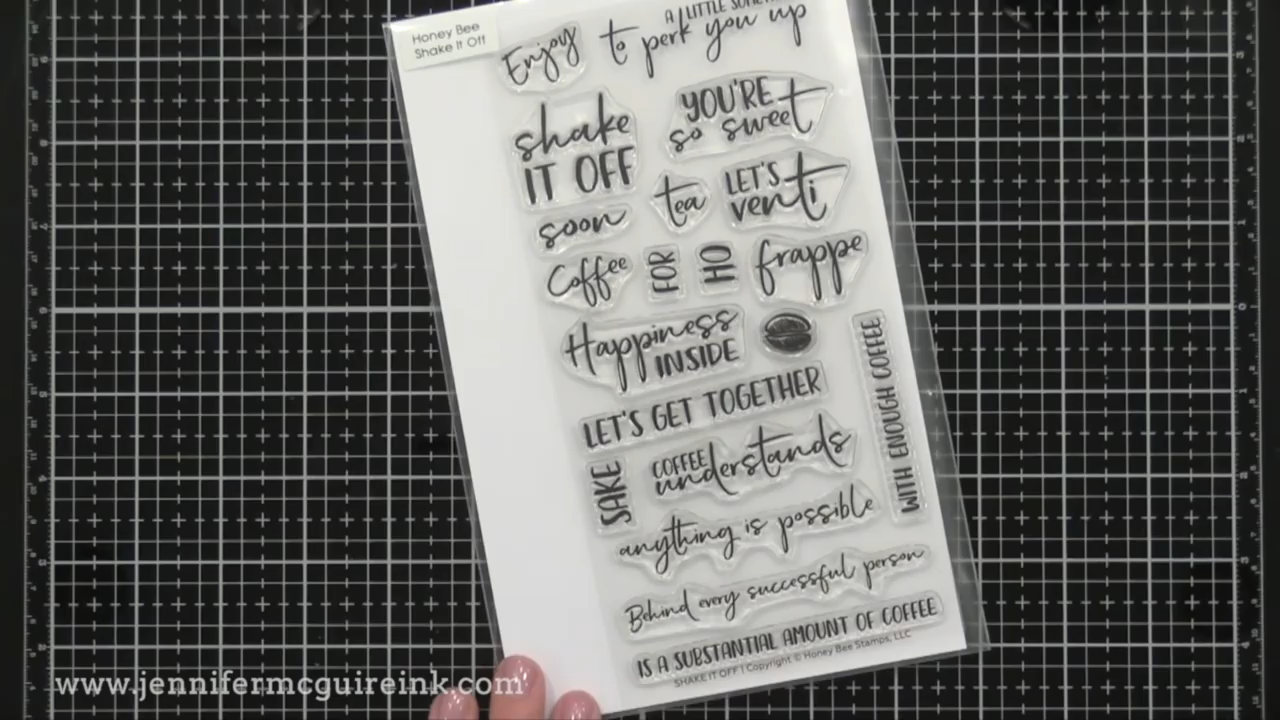 Honey Bee
Shake It Off
A LITTLE
Enjoy to perk you up
shake
IT OFF
YOU'RE
so sweet
soon
tea
LET'S
venti
Coffee
FOR
HO
frappe
Happiness
INSIDE
LET'S GET TOGETHER
WITH ENOUGH COFFEE
SAKE
COFFEE
understands
anything is possible
Behind every successful person
IS A SUBSTANTIAL AMOUNT OF COFFEE
SHAKE IT OFF | Copyright © Honey Bee Stamps, LLC
www.jennifermcguireink.com